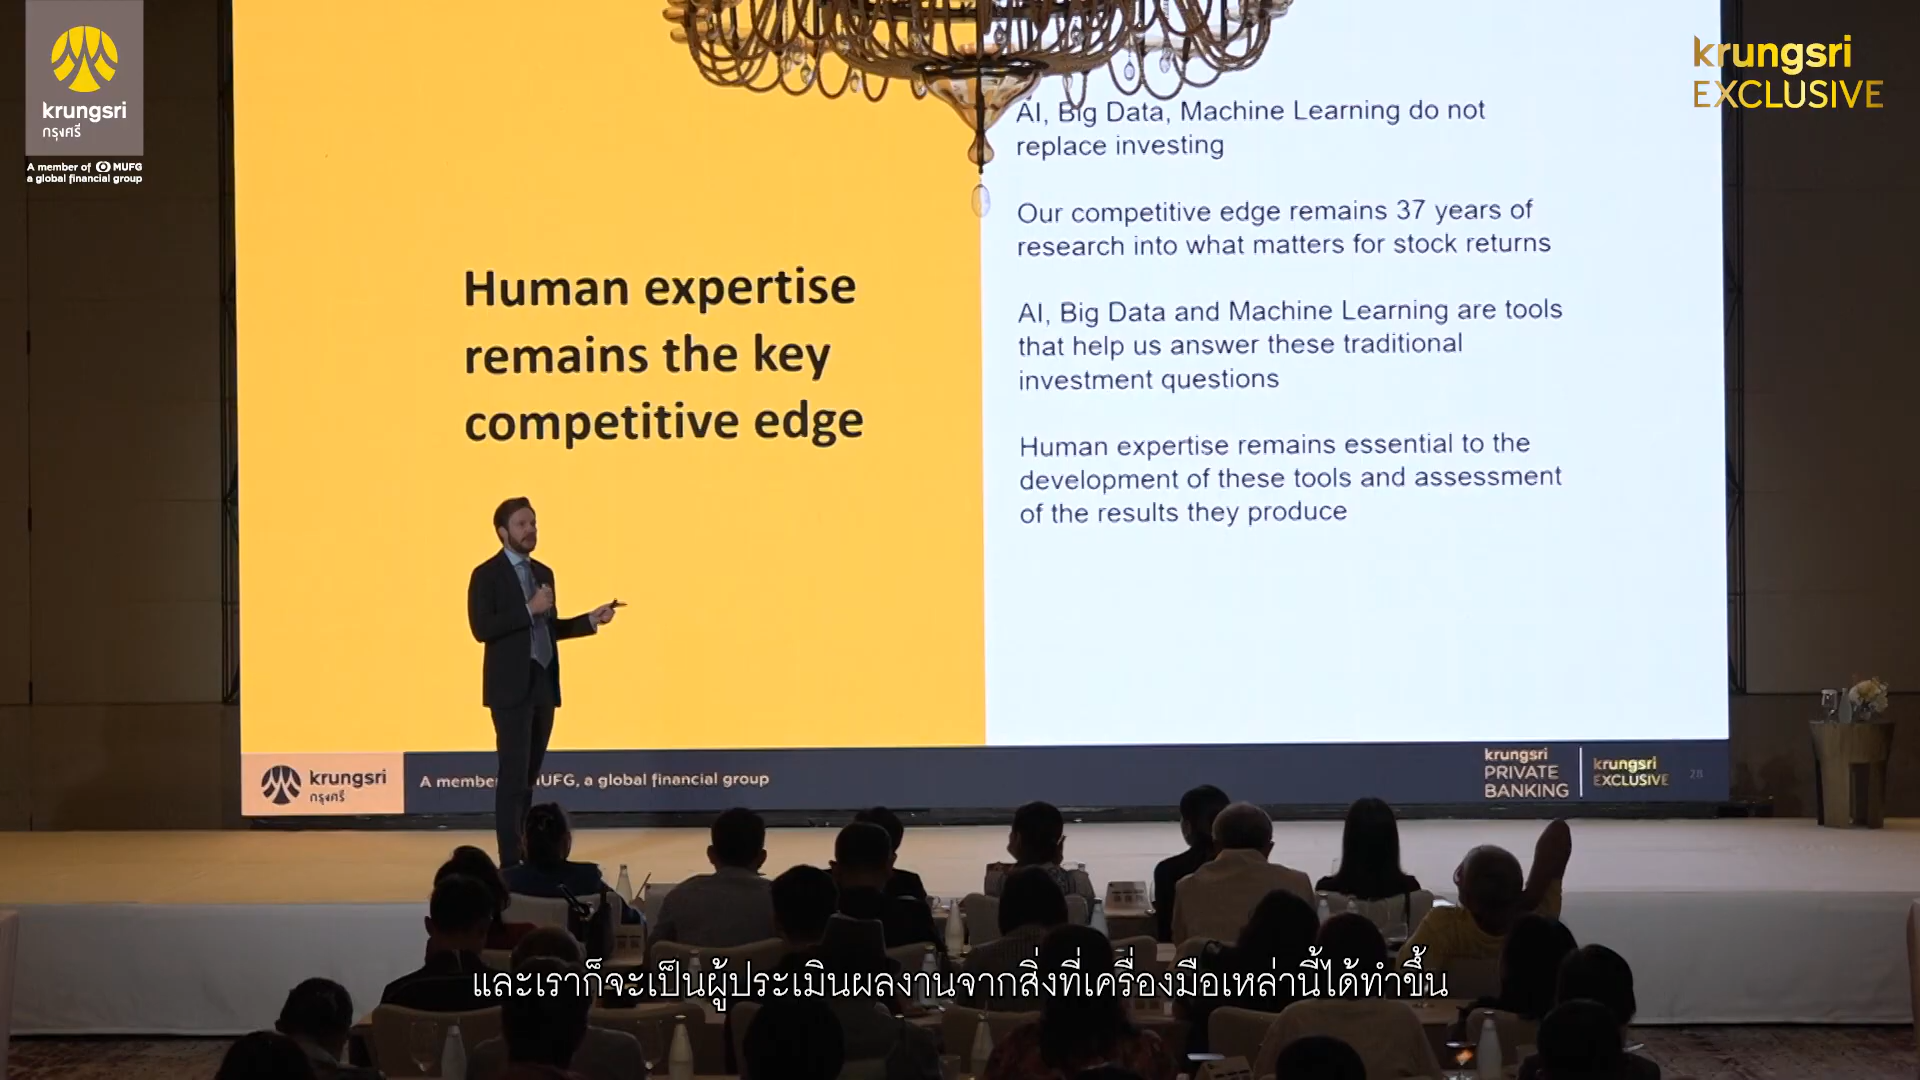 krungsri
กรุงศรี
A member of MUFG
a global financial group
krungsri
EXCLUSIVE
Human expertise
remains the key
competitive edge
AI, Big Data, Machine Learning do not
replace investing
Our competitive edge remains 37 years of
research into what matters for stock returns
AI, Big Data and Machine Learning are tools
that help us answer these traditional
investment questions
Human expertise remains essential to the
development of these tools and assessment
of the results they produce
krungsri
กรุงศรี
A member UFG, a global financial group
krungsri
PRIVATE
BANKING
krungsri
EXCLUSIVE
28
และเราก็จะเป็นผู้ประเมินผลงานจากสิ่งที่เครื่องมือเหล่านี้ได้ทำขึ้น